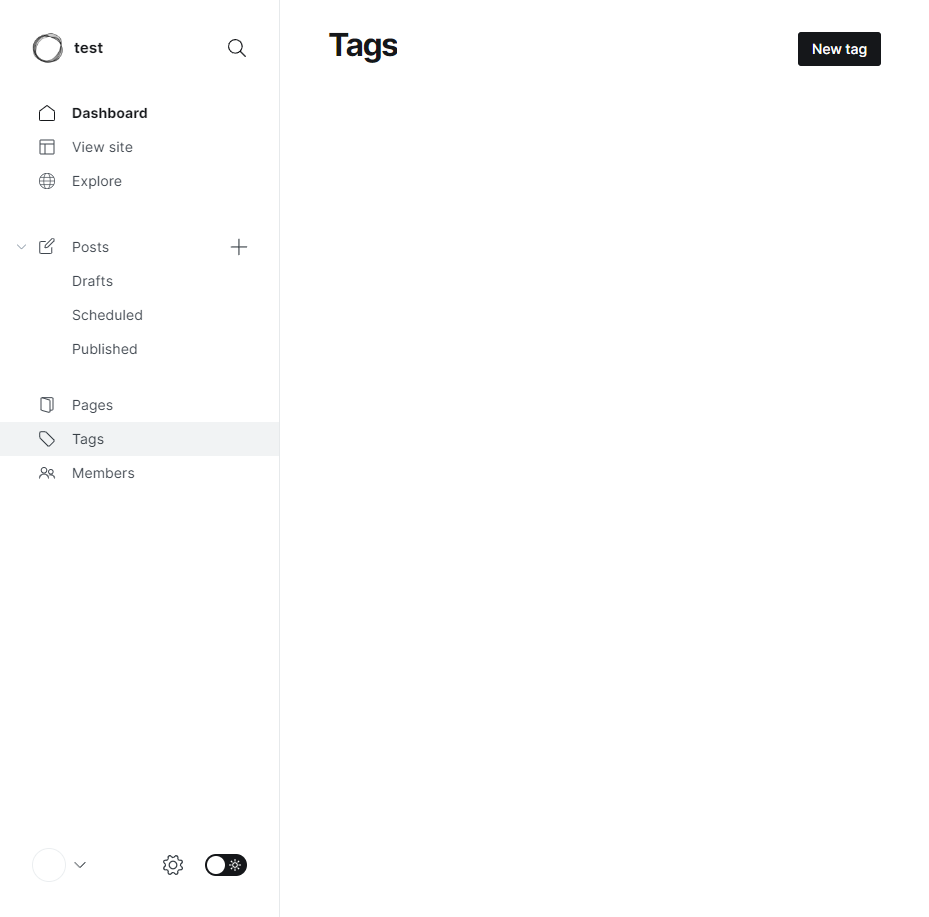 test
Dashboard
View site
Explore
Posts
Drafts
Scheduled
Published
Pages
Tags
Members
Tags
New tag